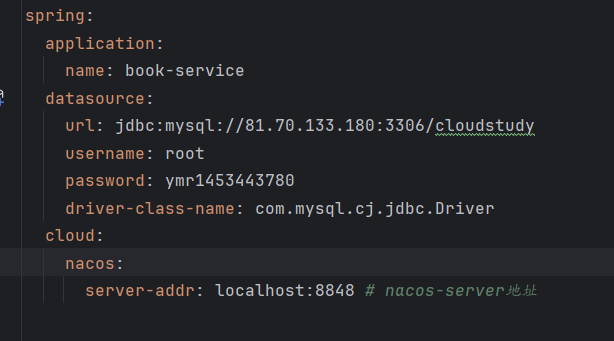 spring:
  application:
    name: book-service
  datasource:
    url: jdbc:mysql://81.70.133.180:3306/cloudstudy
    username: root
    password: ymr1453443780
    driver-class-name: com.mysql.cj.jdbc.Driver
  cloud:
    nacos:
      server-addr: localhost:8848 # nacos-server地址